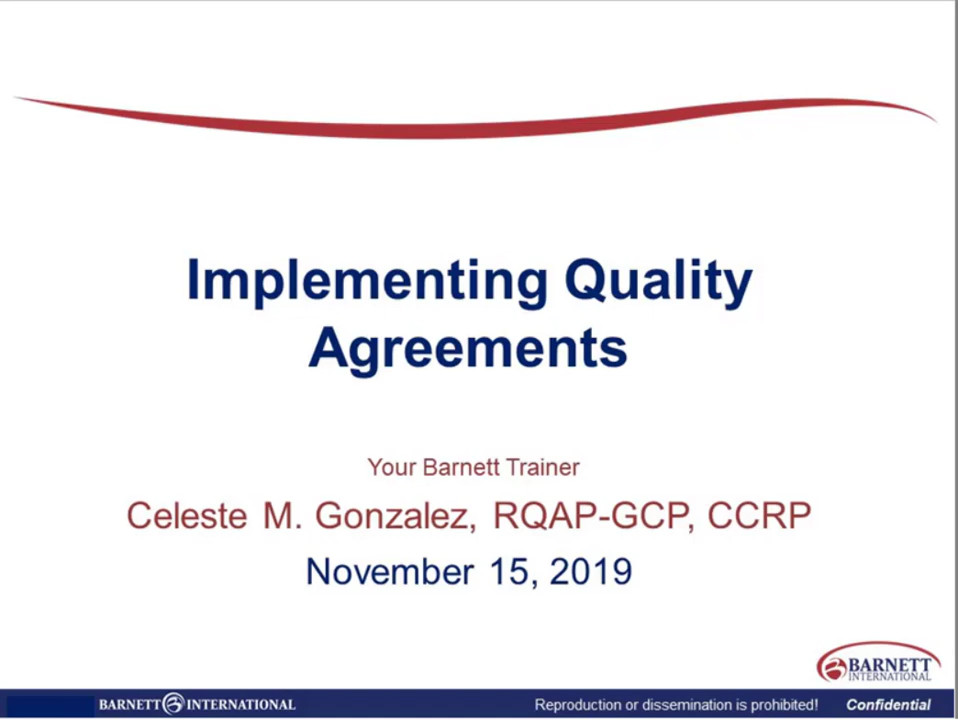 Implementing Quality
Agreements
Your Barnett Trainer
Celeste M. Gonzalez, RQAP-GCP, CCRP
November 15, 2019
BARNETT
INTERNATIONAL
BARNETT INTERNATIONAL
Reproduction or dissemination is prohibited! Confidential